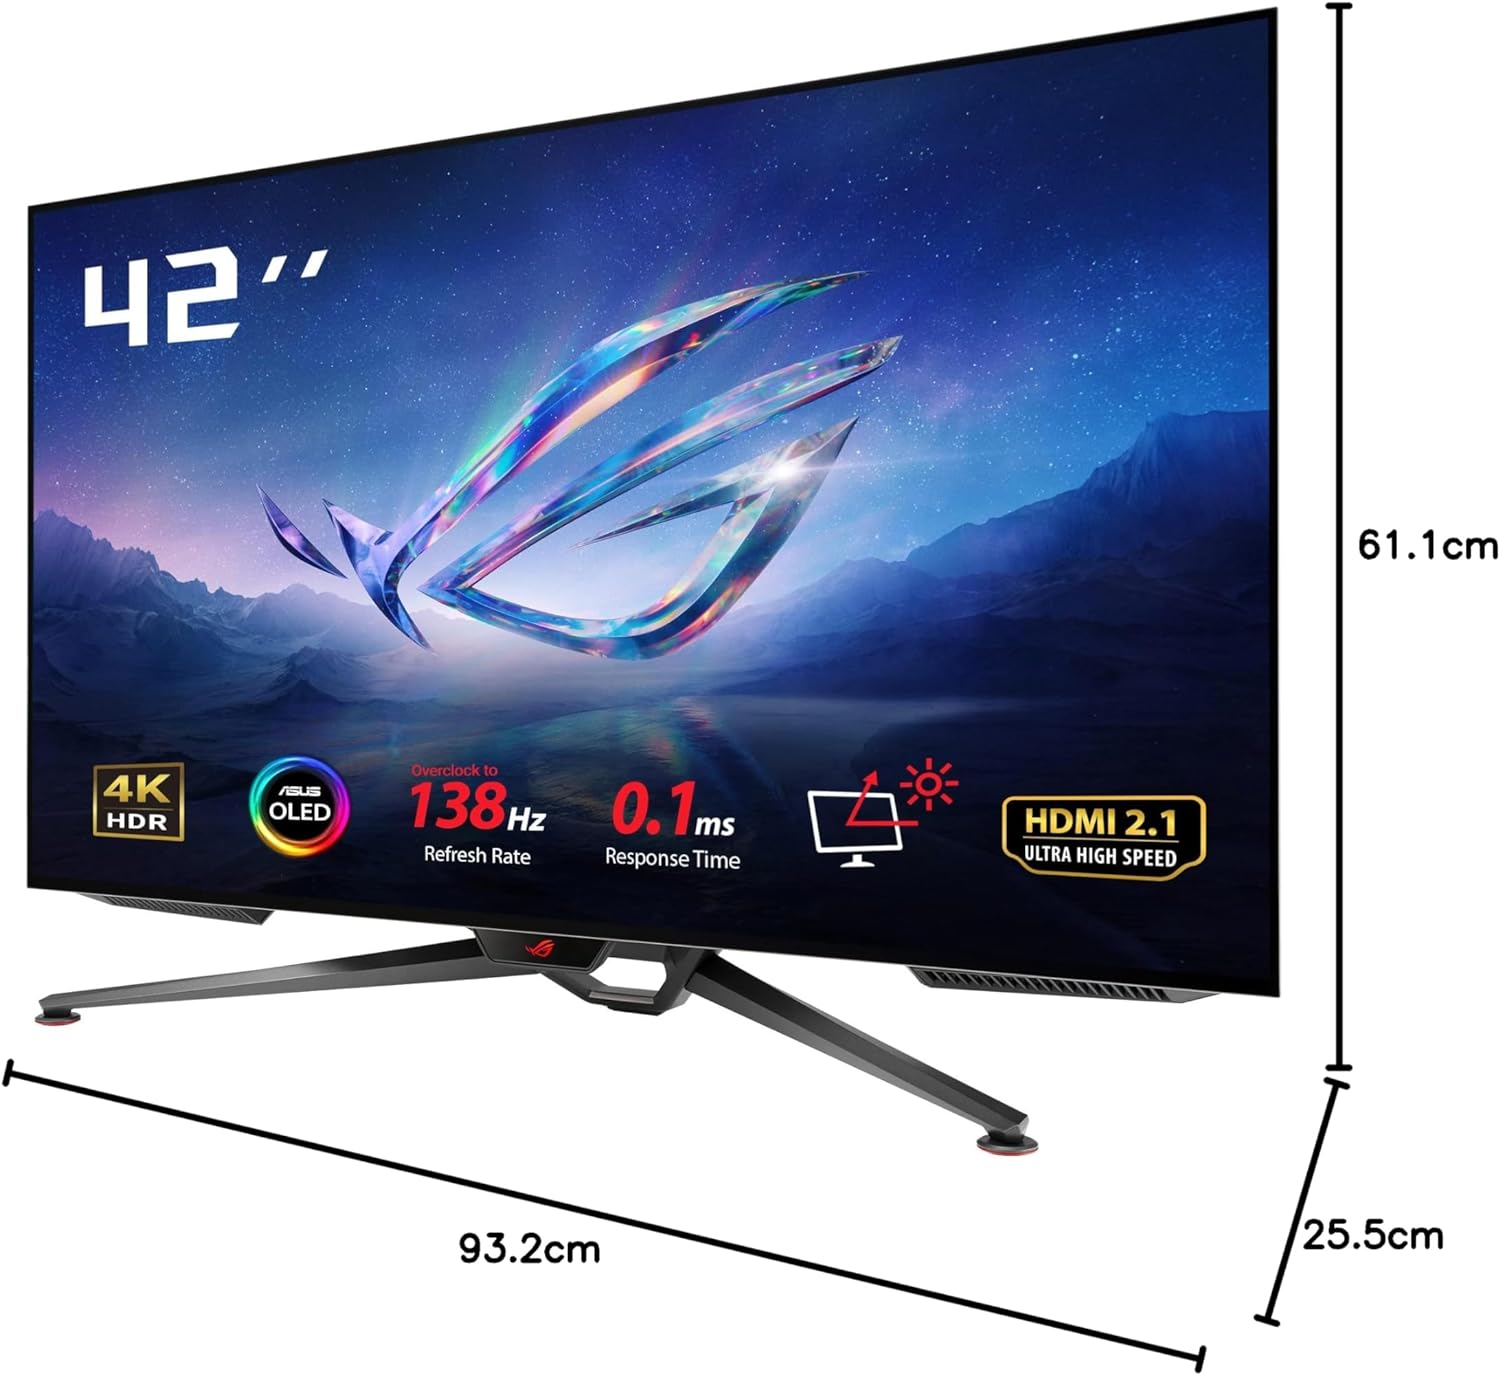 42''
4K
HDR
ASUS
OLED
Overclock to
138Hz
Refresh Rate
0.1ms
Response Time
HDMI 2.1
ULTRA HIGH SPEED
61.1cm
25.5cm
93.2cm